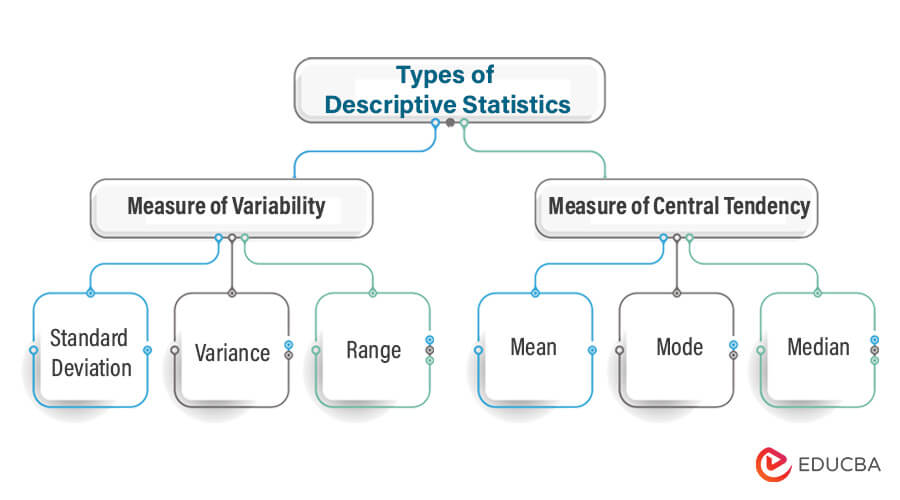 Types of
Descriptive Statistics
Measure of Variability
Measure of Central Tendency
Standard
Deviation
Variance
Range
Mean
Mode
Median
EDUCBA